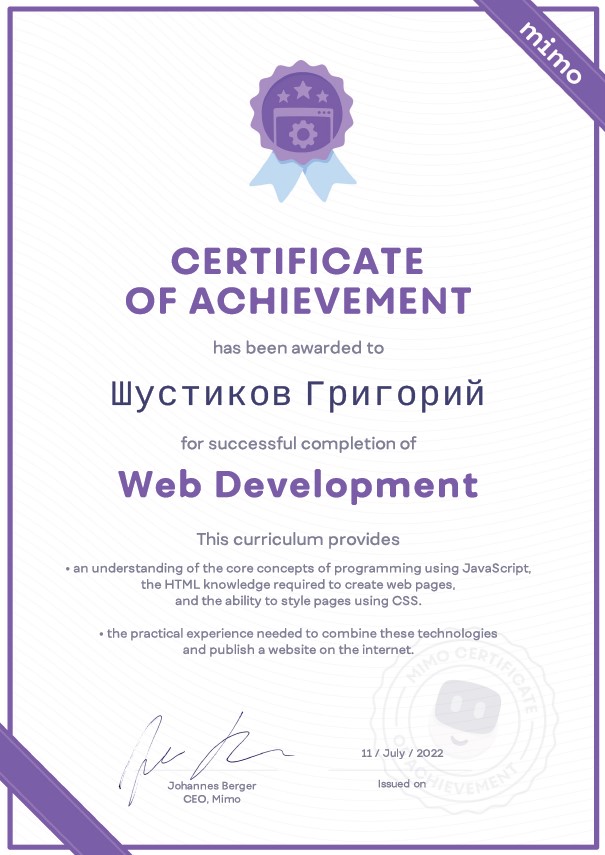 mimo
CERTIFICATE
OF ACHIEVEMENT
has been awarded to
Шустиков Григорий
for successful completion of
Web Development
This curriculum provides
• an understanding of the core concepts of programming using JavaScript,
the HTML knowledge required to create web pages,
and the ability to style pages using CSS.
• the practical experience needed to combine these technologies
and publish a website on the internet.
MIMO CERTIFICATE
OF ACHIEVEMENT
11 / July / 2022
Johannes Berger
CEO, Mimo
Issued on